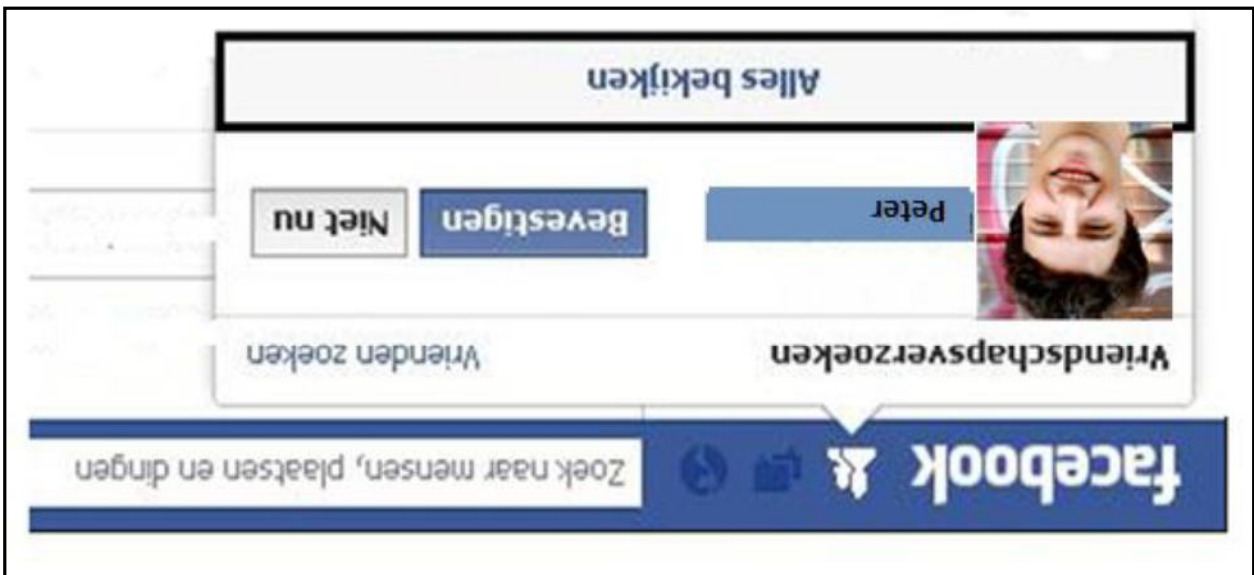 facebook Zoek naar mensen, plaatsen en dingen
Vriendschapsverzoeken Vrienden zoeken
Peter Bevestigen Niet nu
Alles bekijken